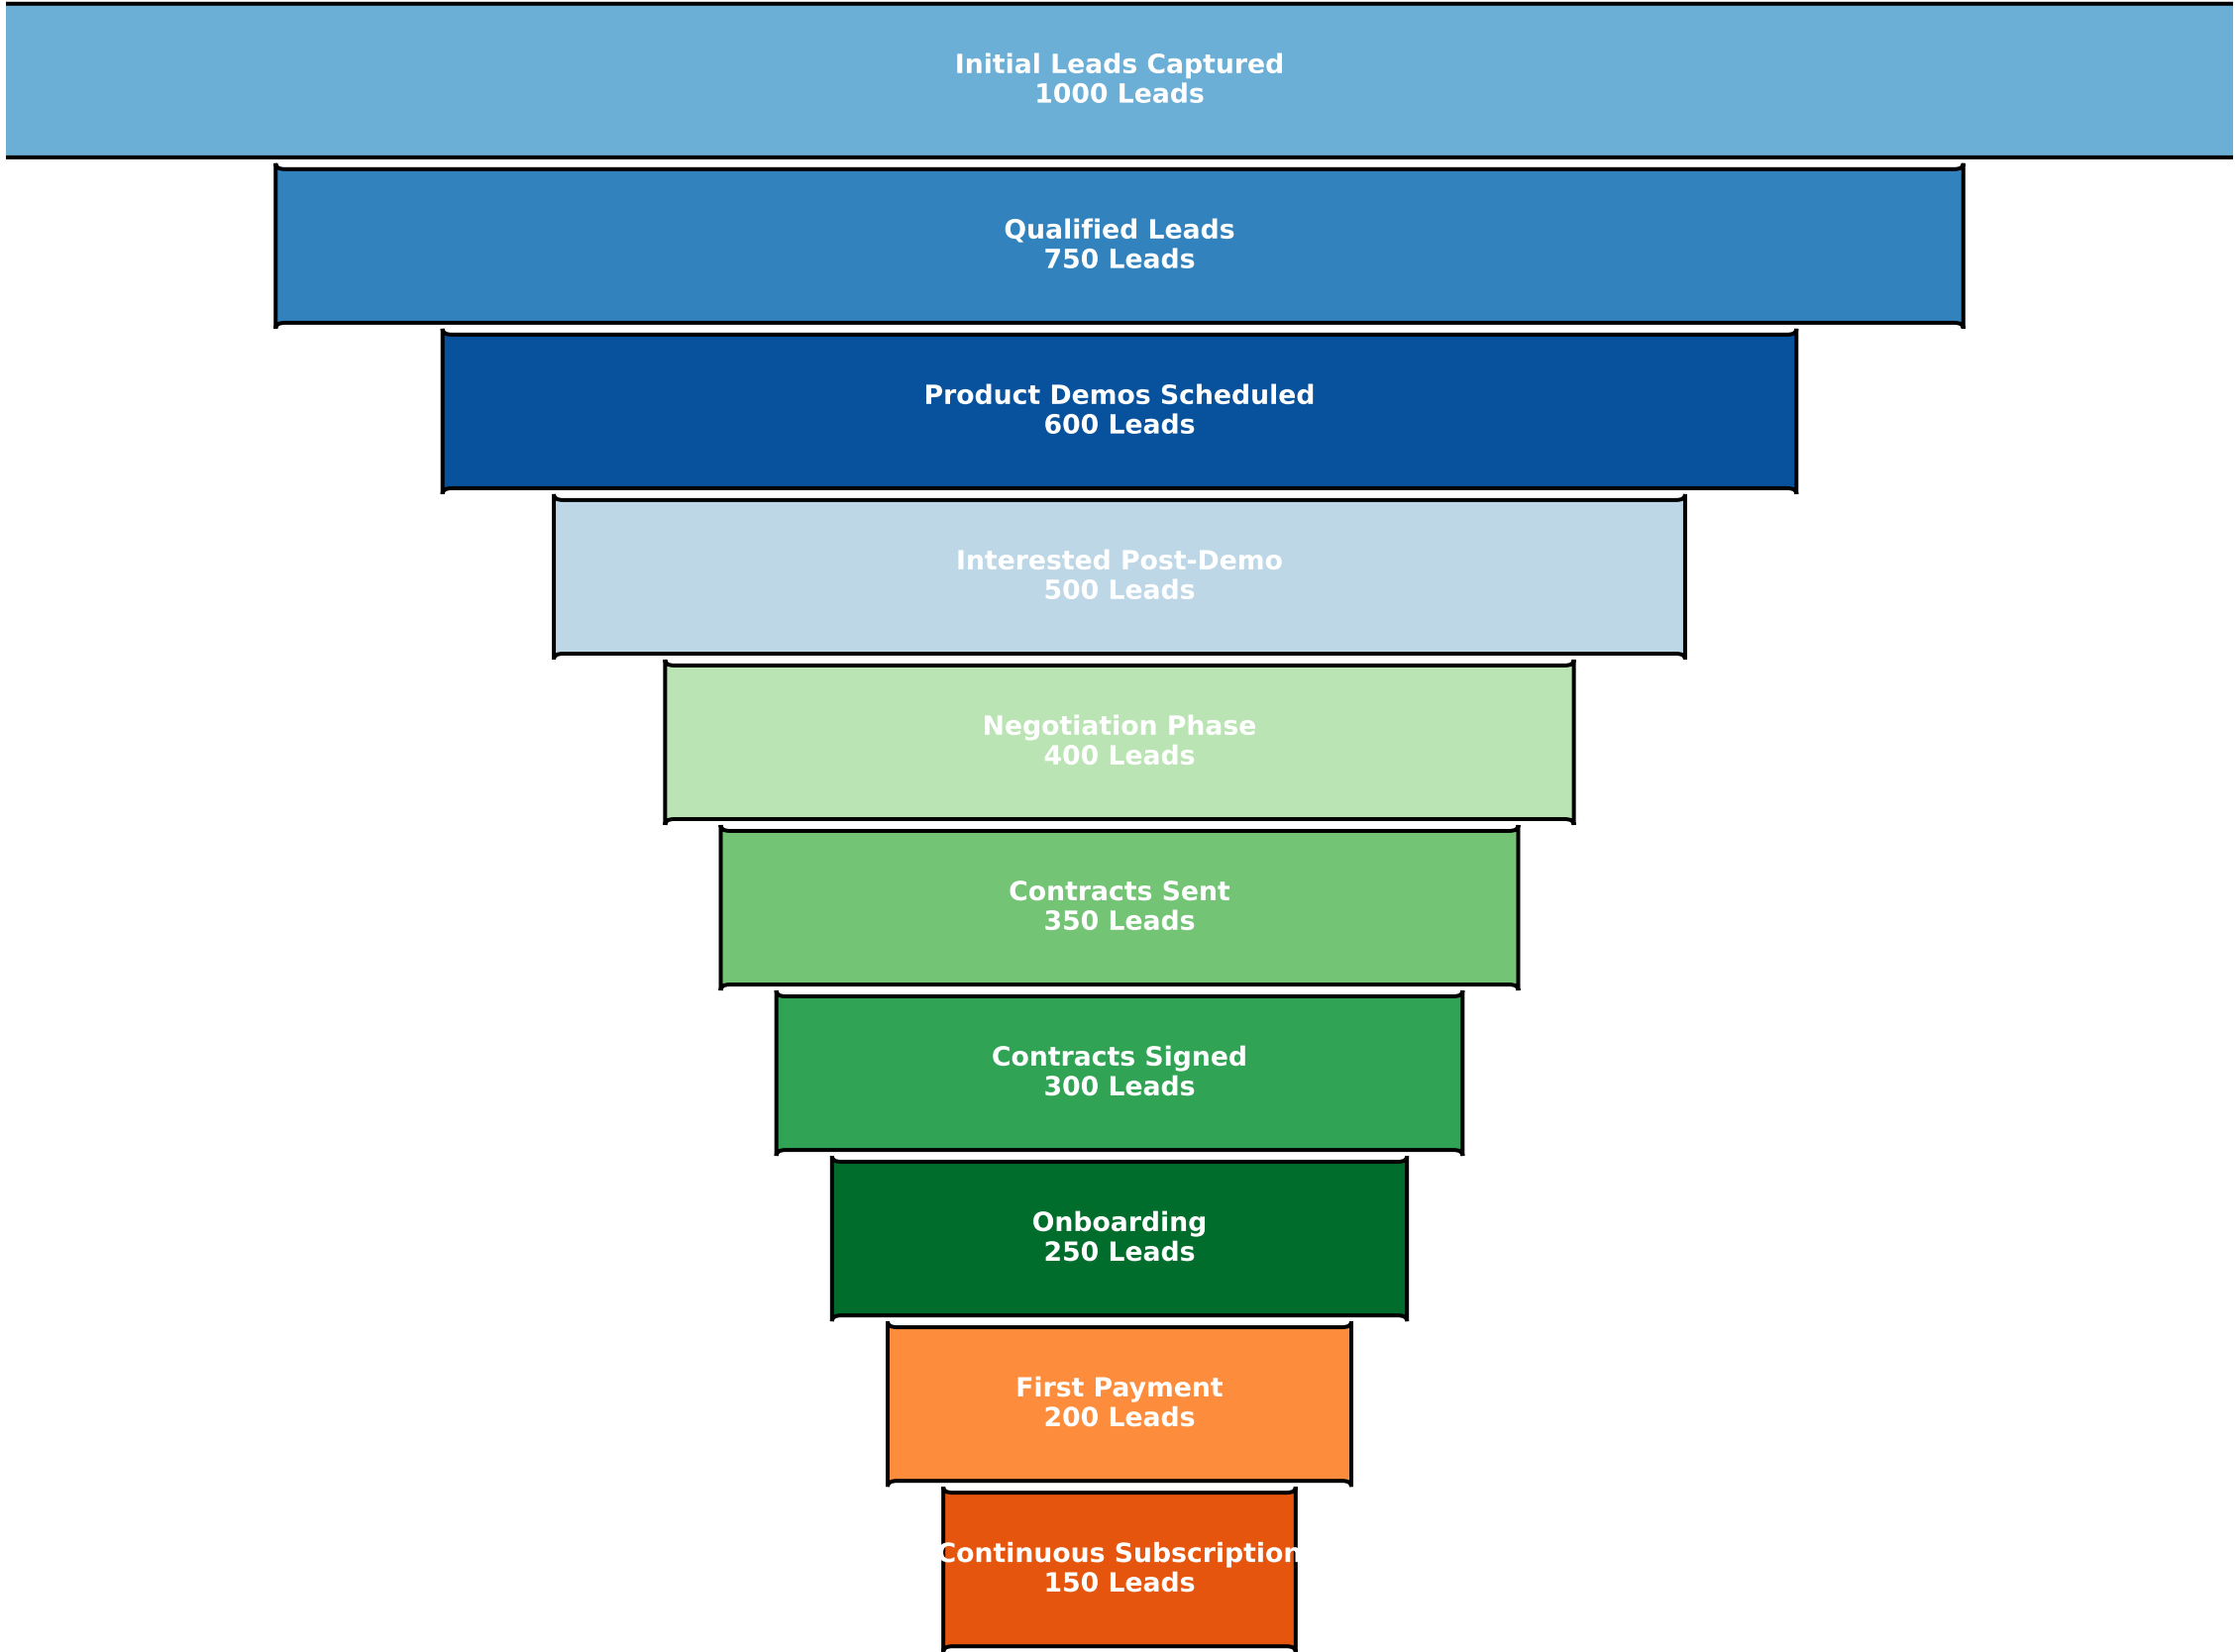 Initial Leads Captured
1000 Leads
Qualified Leads
750 Leads
Product Demos Scheduled
600 Leads
Interested Post-Demo
500 Leads
Negotiation Phase
400 Leads
Contracts Sent
350 Leads
Contracts Signed
300 Leads
Onboarding
250 Leads
First Payment
200 Leads
Continuous Subscription
150 Leads